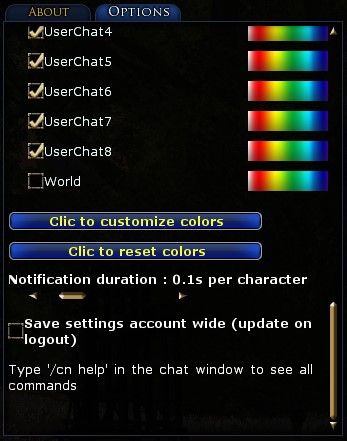 About
Options
UserChat4
UserChat5
UserChat6
UserChat7
UserChat8
World
Clic to customize colors
Clic to reset colors
Notification duration : 0.1s per character
Save settings account wide (update on
logout)
Type '/cn help' in the chat window to see all
commands